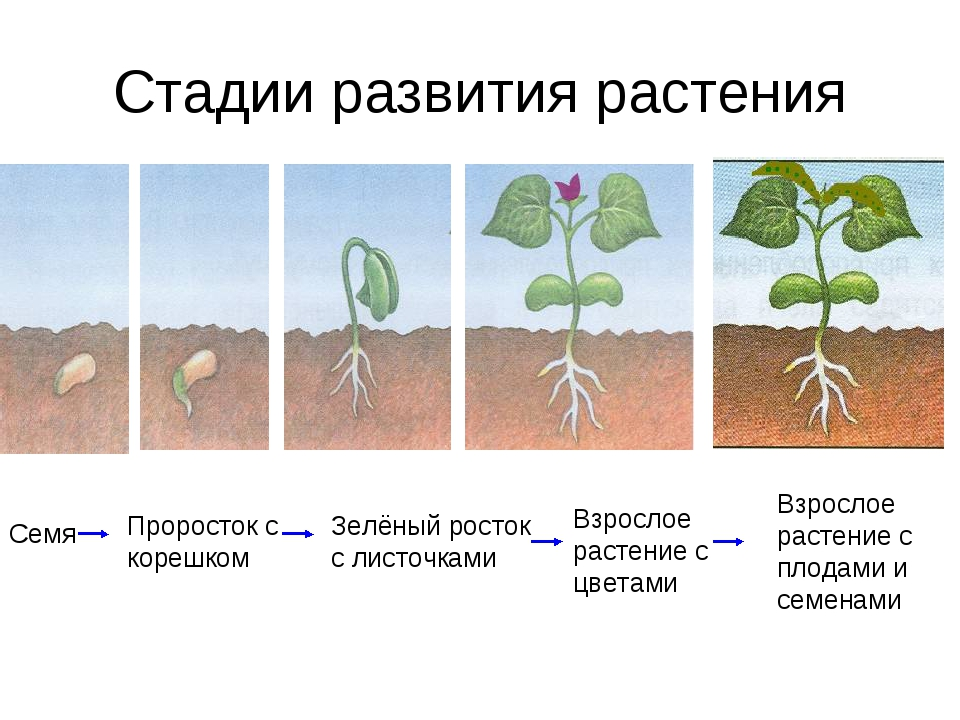 Стадии развития растения
Семя
Проросток с
корешком
Зелёный росток
с листочками
Взрослое
растение с
цветами
Взрослое
растение с
плодами и
семенами